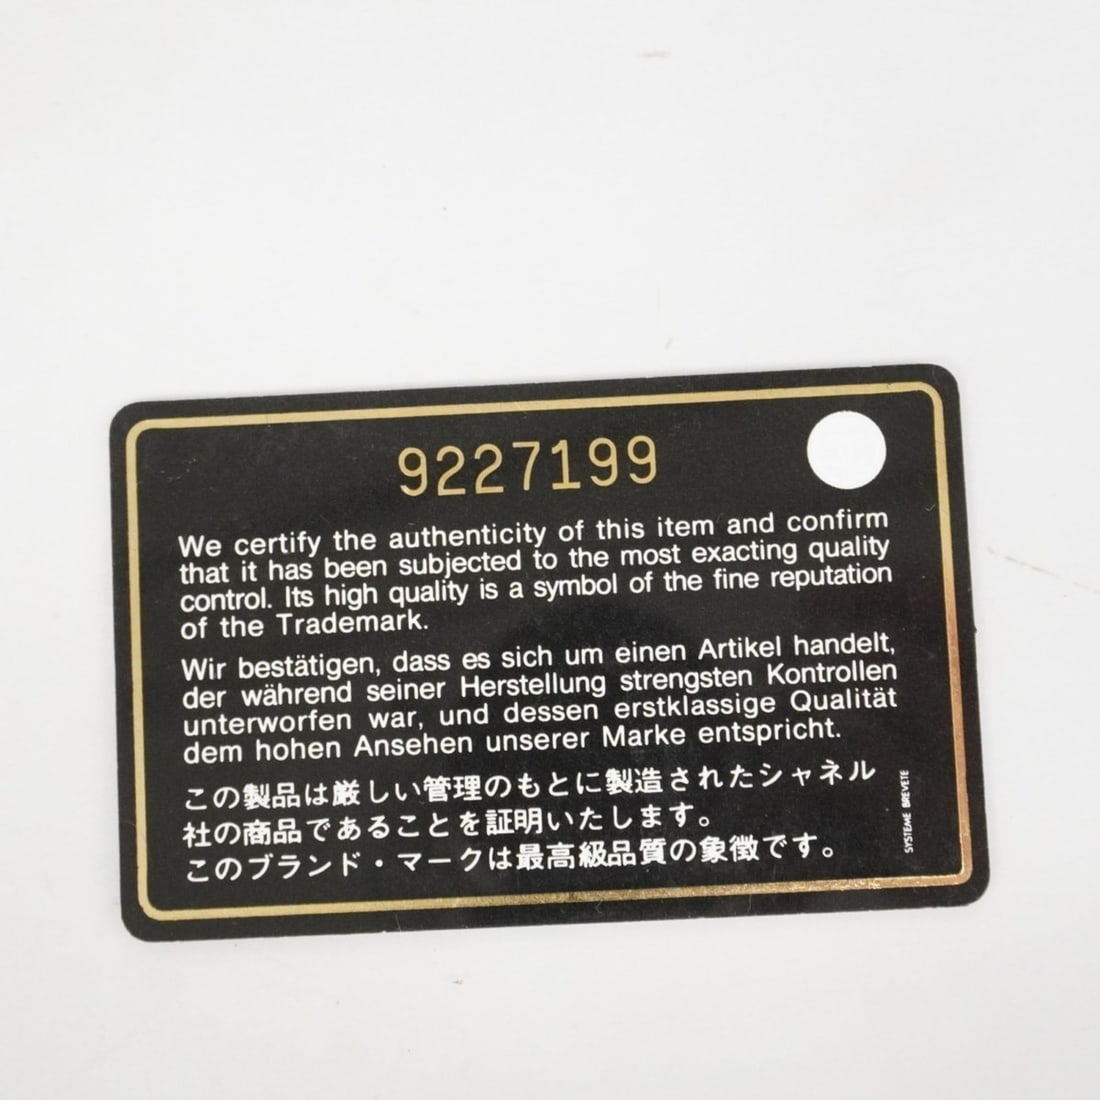 9227199
We certify the authenticity of this item and confirm
that it has been subjected to the most exacting quality
control. Its high quality is a symbol of the fine reputation
of the Trademark.
Wir bestätigen, dass es sich um einen Artikel handelt,
der während seiner Herstellung strengsten Kontrollen
unterworfen war, und dessen erstklassige Qualität
dem hohen Ansehen unserer Marke entspricht.
この製品は厳しい管理のもとに製造されたシャネル
社の商品であることを証明いたします。
このブランド・マークは最高級品質の象徴です。
SYSTEME BREVETE